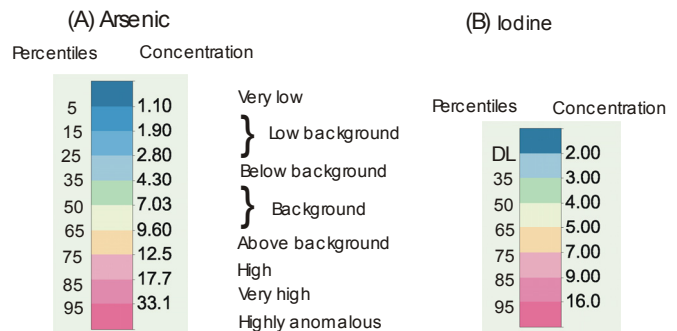 (A) Arsenic
Percentiles Concentration
5 1.10
15 1.90
25 2.80
35 4.30
50 7.03
65 9.60
75 12.5
85 17.7
95 33.1
Very low
} Low background
Below background
} Background
Above background
High
Very high
Highly anomalous
(B) Iodine
Percentiles Concentration
DL 2.00
35 3.00
50 4.00
65 5.00
75 7.00
85 9.00
95 16.0